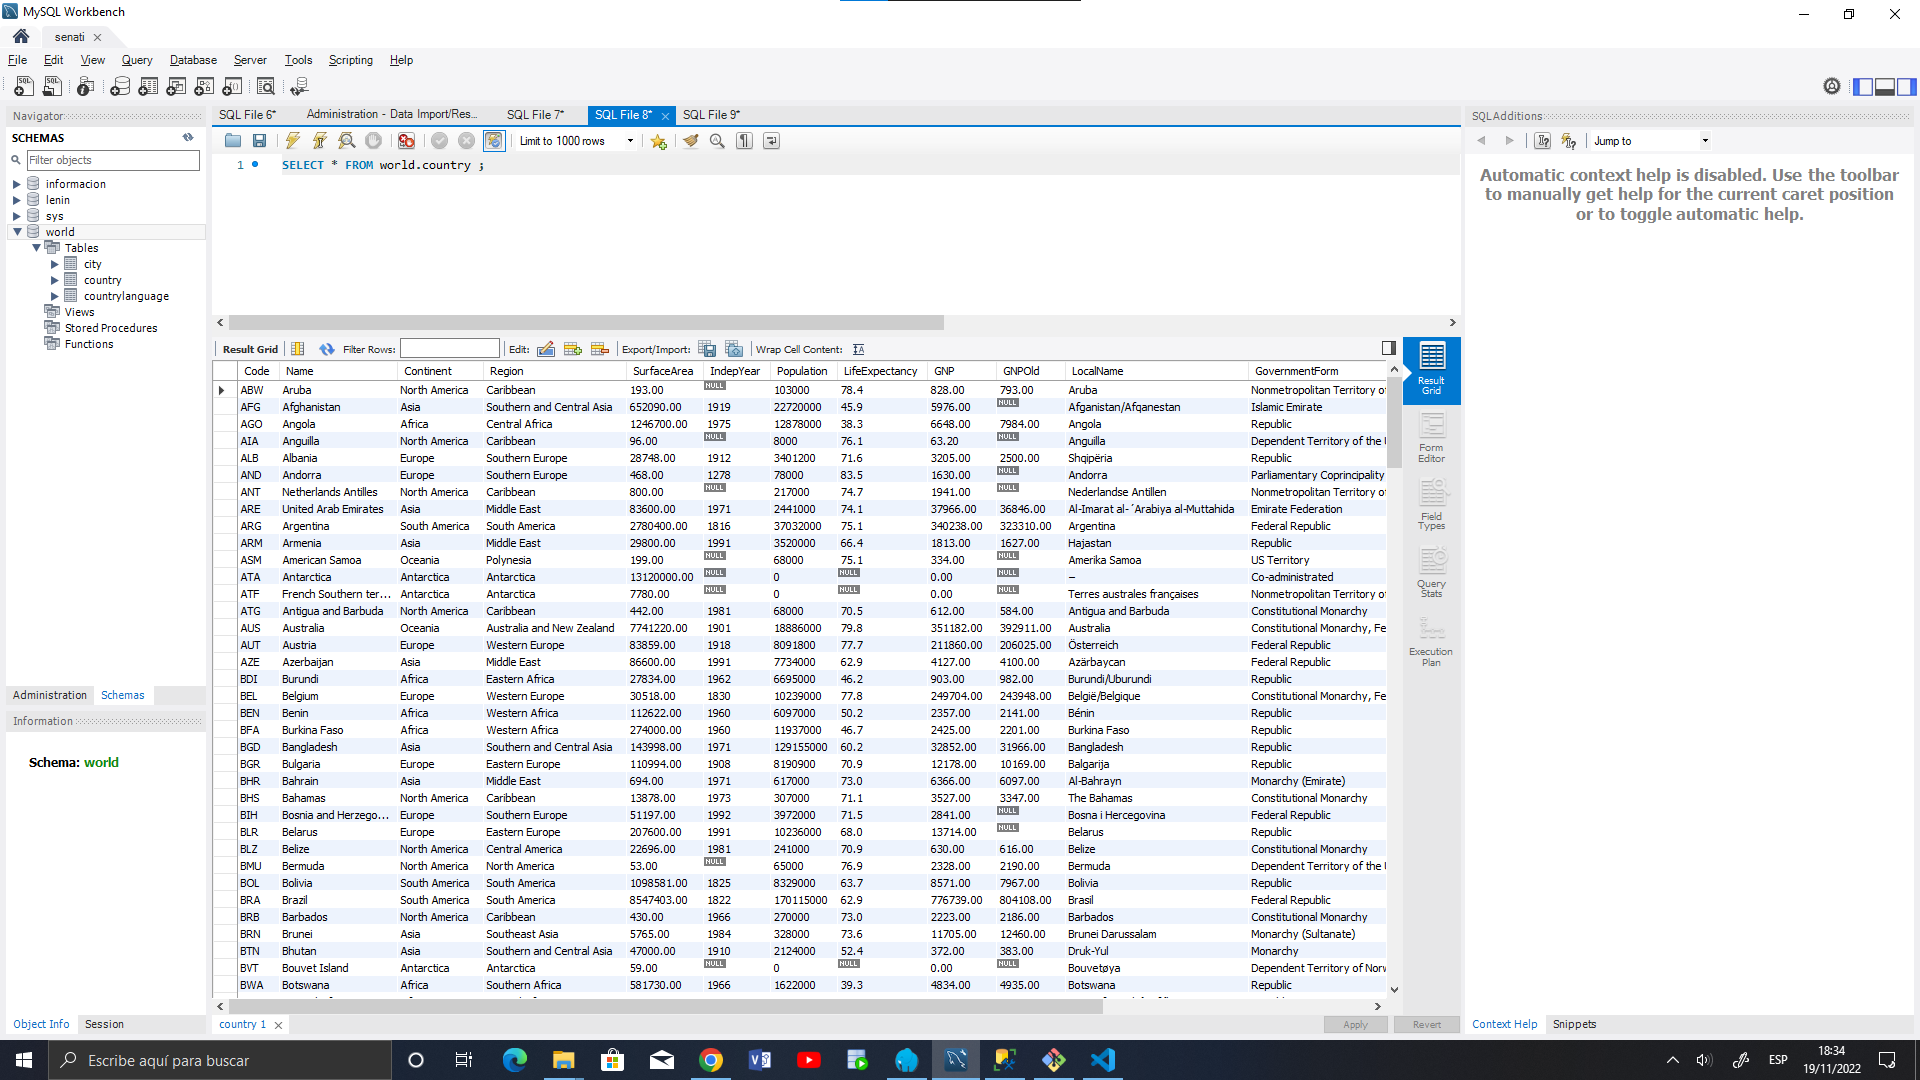 MySQL Workbench
senati
File Edit View Query Database Server Tools Scripting Help
Navigator
SCHEMAS
Filter objects
informacion
lenin
sys
world
Tables
city
country
countrylanguage
Views
Stored Procedures
Functions
Administration Schemas
Information
Schema: world
Object Info Session
SQL File 6* Administration - Data Import/Res... SQL File 7* SQL File 8* SQL File 9*
Limit to 1000 rows
1 SELECT * FROM world.country ;
Result Grid Filter Rows: Edit: Export/Import: Wrap Cell Content:
Code Name Continent Region SurfaceArea IndepYear Population LifeExpectancy GNP GNPOld LocalName GovernmentForm
ABW Aruba North America Caribbean 193.00 NULL 103000 78.4 828.00 793.00 Aruba Nonmetropolitan Territory of
AFG Afghanistan Asia Southern and Central Asia 652090.00 1919 22720000 45.9 5976.00 NULL Afganistan/Afqanestan Islamic Emirate
AGO Angola Africa Central Africa 1246700.00 1975 12878000 38.3 6648.00 7984.00 Angola Republic
AIA Anguilla North America Caribbean 96.00 NULL 8000 76.1 63.20 NULL Anguilla Dependent Territory of the
ALB Albania Europe Southern Europe 28748.00 1912 3401200 71.6 3205.00 2500.00 Shqipëria Republic
AND Andorra Europe Southern Europe 468.00 1278 78000 83.5 1630.00 NULL Andorra Parliamentary Coprincipality
ANT Netherlands Antilles North America Caribbean 800.00 NULL 217000 74.7 1941.00 NULL Nederlandse Antillen Nonmetropolitan Territory of
ARE United Arab Emirates Asia Middle East 83600.00 1971 2441000 74.1 37966.00 36846.00 Al-Imarat al-´Arabiya al-Muttahida Emirate Federation
ARG Argentina South America South America 2780400.00 1816 37032000 75.1 340238.00 323310.00 Argentina Federal Republic
ARM Armenia Asia Middle East 29800.00 1991 3520000 66.4 1813.00 1627.00 Hajastan Republic
ASM American Samoa Oceania Polynesia 199.00 NULL 68000 75.1 334.00 NULL Amerika Samoa US Territory
ATA Antarctica Antarctica Antarctica 13120000.00 NULL 0 NULL 0.00 NULL – Co-administrated
ATF French Southern ter... Antarctica Antarctica 7780.00 NULL 0 NULL 0.00 NULL Terres australes françaises Nonmetropolitan Territory of
ATG Antigua and Barbuda North America Caribbean 442.00 1981 68000 70.5 612.00 584.00 Antigua and Barbuda Constitutional Monarchy
AUS Australia Oceania Australia and New Zealand 7741220.00 1901 18886000 79.8 351182.00 392911.00 Australia Constitutional Monarchy, Fe
AUT Austria Europe Western Europe 83859.00 1918 8091800 77.7 211860.00 206025.00 Österreich Federal Republic
AZE Azerbaijan Asia Middle East 86600.00 1991 7734000 62.9 4127.00 4100.00 Azärbaycan Federal Republic
BDI Burundi Africa Eastern Africa 27834.00 1962 6695000 46.2 903.00 982.00 Burundi/Uburundi Republic
BEL Belgium Europe Western Europe 30518.00 1830 10239000 77.8 249704.00 243948.00 België/Belgique Constitutional Monarchy, Fe
BEN Benin Africa Western Africa 112622.00 1960 6097000 50.2 2357.00 2141.00 Bénin Republic
BFA Burkina Faso Africa Western Africa 274000.00 1960 11937000 46.7 2425.00 2201.00 Burkina Faso Republic
BGD Bangladesh Asia Southern and Central Asia 143998.00 1971 129155000 60.2 32852.00 31966.00 Bangladesh Republic
BGR Bulgaria Europe Eastern Europe 110994.00 1908 8190900 70.9 12178.00 10169.00 Balgarija Republic
BHR Bahrain Asia Middle East 694.00 1971 617000 73.0 6366.00 6097.00 Al-Bahrayn Monarchy (Emirate)
BHS Bahamas North America Caribbean 13878.00 1973 307000 71.1 3527.00 3347.00 The Bahamas Constitutional Monarchy
BIH Bosnia and Herzego... Europe Southern Europe 51197.00 1992 3972000 71.5 2841.00 NULL Bosna i Hercegovina Federal Republic
BLR Belarus Europe Eastern Europe 207600.00 1991 10236000 68.0 13714.00 NULL Belarus Republic
BLZ Belize North America Central America 22696.00 1981 241000 70.9 630.00 616.00 Belize Constitutional Monarchy
BMU Bermuda North America North America 53.00 NULL 65000 76.9 2328.00 2190.00 Bermuda Dependent Territory of the
BOL Bolivia South America South America 1098581.00 1825 8329000 63.7 8571.00 7967.00 Bolivia Republic
BRA Brazil South America South America 8547403.00 1822 170115000 62.9 776739.00 804108.00 Brasil Federal Republic
BRB Barbados North America Caribbean 430.00 1966 270000 73.0 2223.00 2186.00 Barbados Constitutional Monarchy
BRN Brunei Asia Southeast Asia 5765.00 1984 328000 73.6 11705.00 12460.00 Brunei Darussalam Monarchy (Sultanate)
BTN Bhutan Asia Southern and Central Asia 47000.00 1910 2124000 52.4 372.00 383.00 Druk-Yul Monarchy
BVT Bouvet Island Antarctica Antarctica 59.00 NULL 0 NULL 0.00 NULL Bouvetøya Dependent Territory of Norw
BWA Botswana Africa Southern Africa 581730.00 1966 1622000 39.3 4834.00 4935.00 Botswana Republic
country 1 Apply Revert
Result Grid
Form Editor
Field Types
Query Stats
Execution Plan
SQLAdditions
Jump to
Automatic context help is disabled. Use the toolbar
to manually get help for the current caret position
or to toggle automatic help.
Context Help Snippets
Escribe aquí para buscar
ESP
18:34
19/11/2022